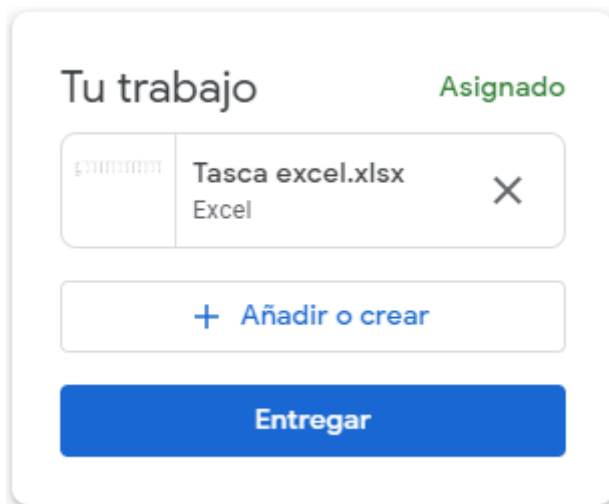 Tu trabajo
Asignado
Tasca excel.xlsx
Excel
+ Añadir o crear
Entregar